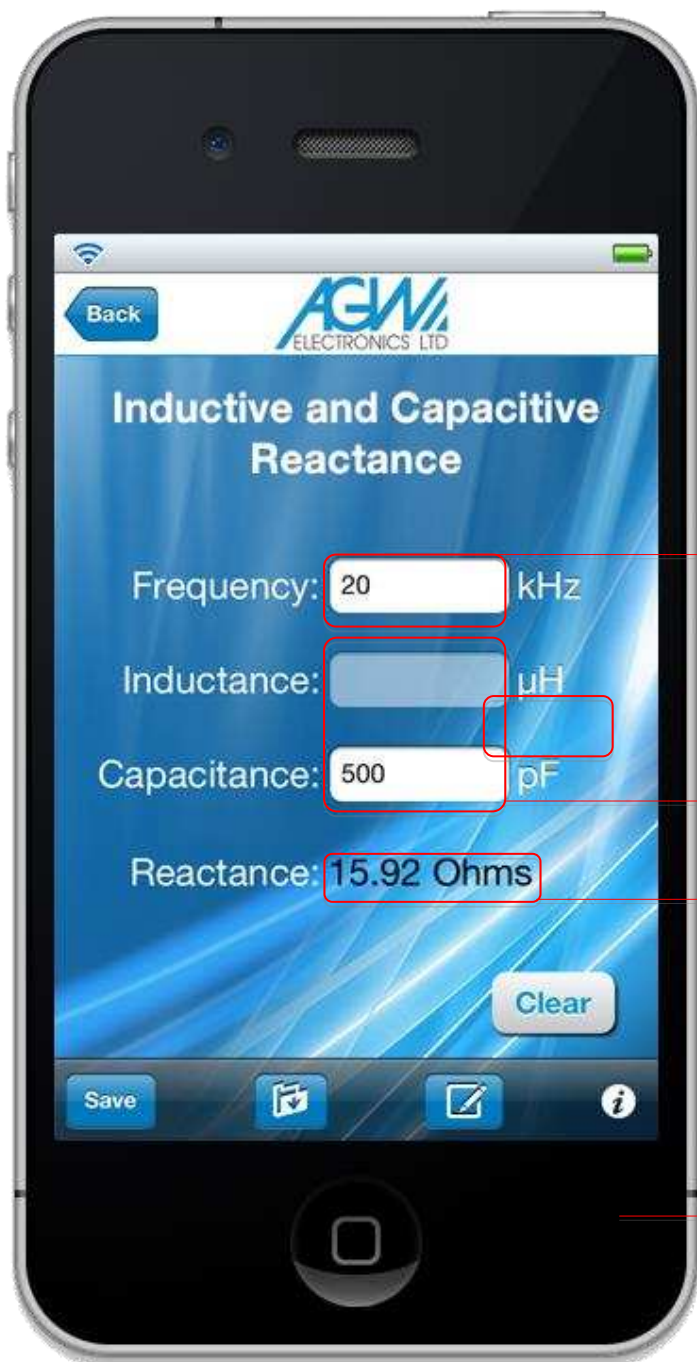 Back
AGW
ELECTRONICS LTD
Inductive and Capacitive
Reactance
Frequency: 20 kHz
Inductance: µH
Capacitance: 500 pF
Reactance: 15.92 Ohms
Clear
Save
i